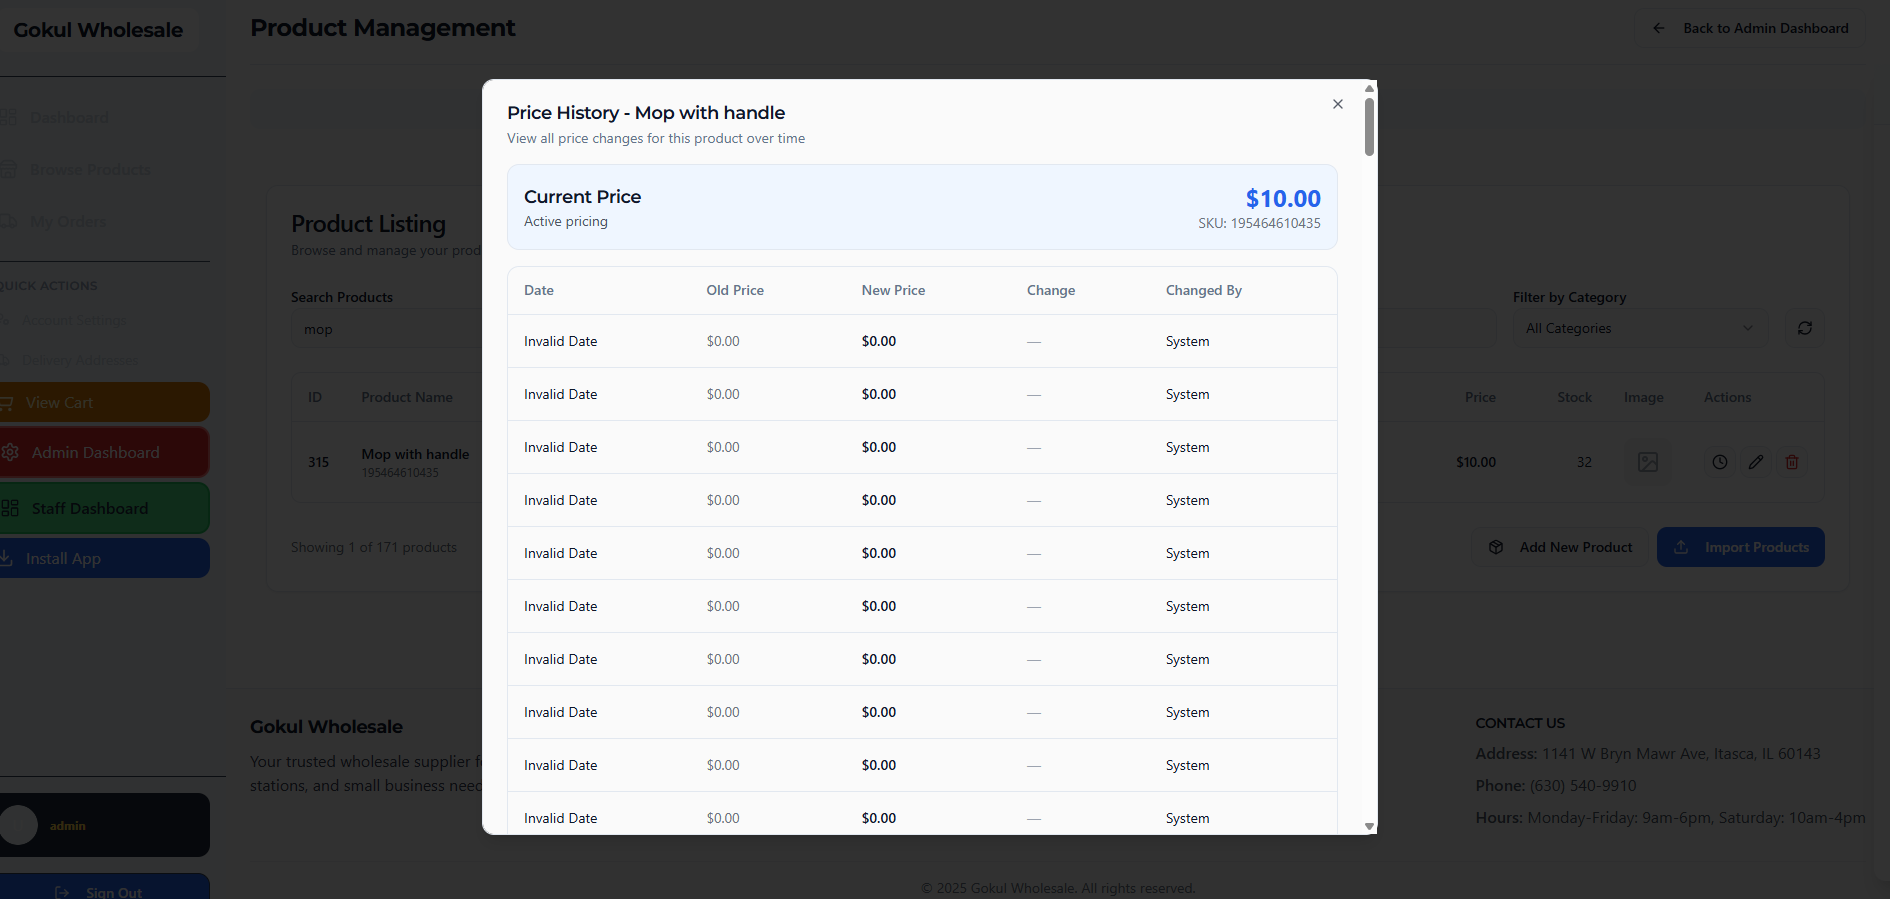 Gokul Wholesale
Product Management
Back to Admin Dashboard
Dashboard
Browse Products
My Orders
QUICK ACTIONS
Account Settings
Delivery Addresses
View Cart
Admin Dashboard
Staff Dashboard
Install App
admin
Sign Out
Product Listing
Browse and manage your prod
Search Products
mop
Filter by Category
All Categories
ID Product Name Price Stock Image Actions
315 Mop with handle $10.00 32
195464610435
Showing 1 of 171 products
Add New Product
Import Products
Price History - Mop with handle
View all price changes for this product over time
Current Price
Active pricing
$10.00
SKU: 195464610435
Date Old Price New Price Change Changed By
Invalid Date $0.00 $0.00 — System
Invalid Date $0.00 $0.00 — System
Invalid Date $0.00 $0.00 — System
Invalid Date $0.00 $0.00 — System
Invalid Date $0.00 $0.00 — System
Invalid Date $0.00 $0.00 — System
Invalid Date $0.00 $0.00 — System
Invalid Date $0.00 $0.00 — System
Invalid Date $0.00 $0.00 — System
Invalid Date $0.00 $0.00 — System
Gokul Wholesale
Your trusted wholesale supplier f
stations, and small business need
CONTACT US
Address: 1141 W Bryn Mawr Ave, Itasca, IL 60143
Phone: (630) 540-9910
Hours: Monday-Friday: 9am-6pm, Saturday: 10am-4pm
© 2025 Gokul Wholesale. All rights reserved.